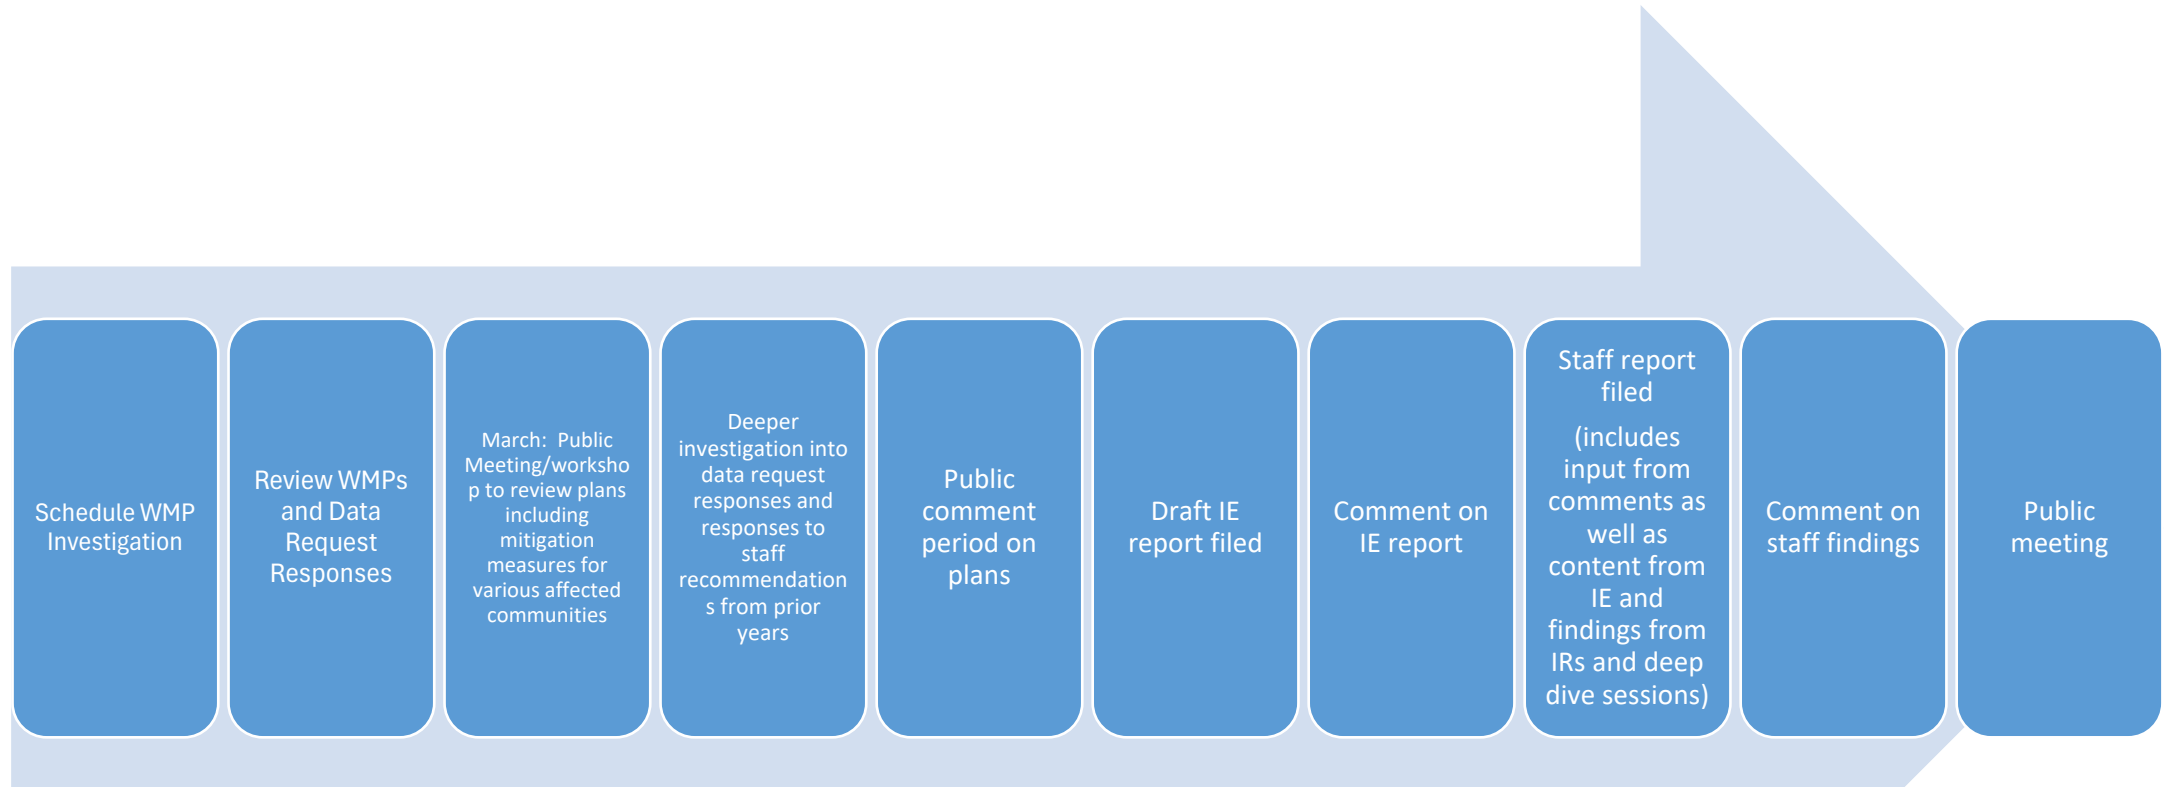 Schedule WMP
Investigation
Review WMPs
and Data
Request
Responses
March:  Public
Meeting/worksho
p to review plans
including
mitigation
measures for
various affected
communities
Deeper
investigation into
data request
responses and
responses to
staff
recommendation
s from prior
years
Public
comment
period on
plans
Draft IE
report filed
Comment on
IE report
Staff report
filed
(includes
input from
comments as
well as
content from
IE and
findings from
IRs and deep
dive sessions)
Comment on
staff findings
Public
meeting